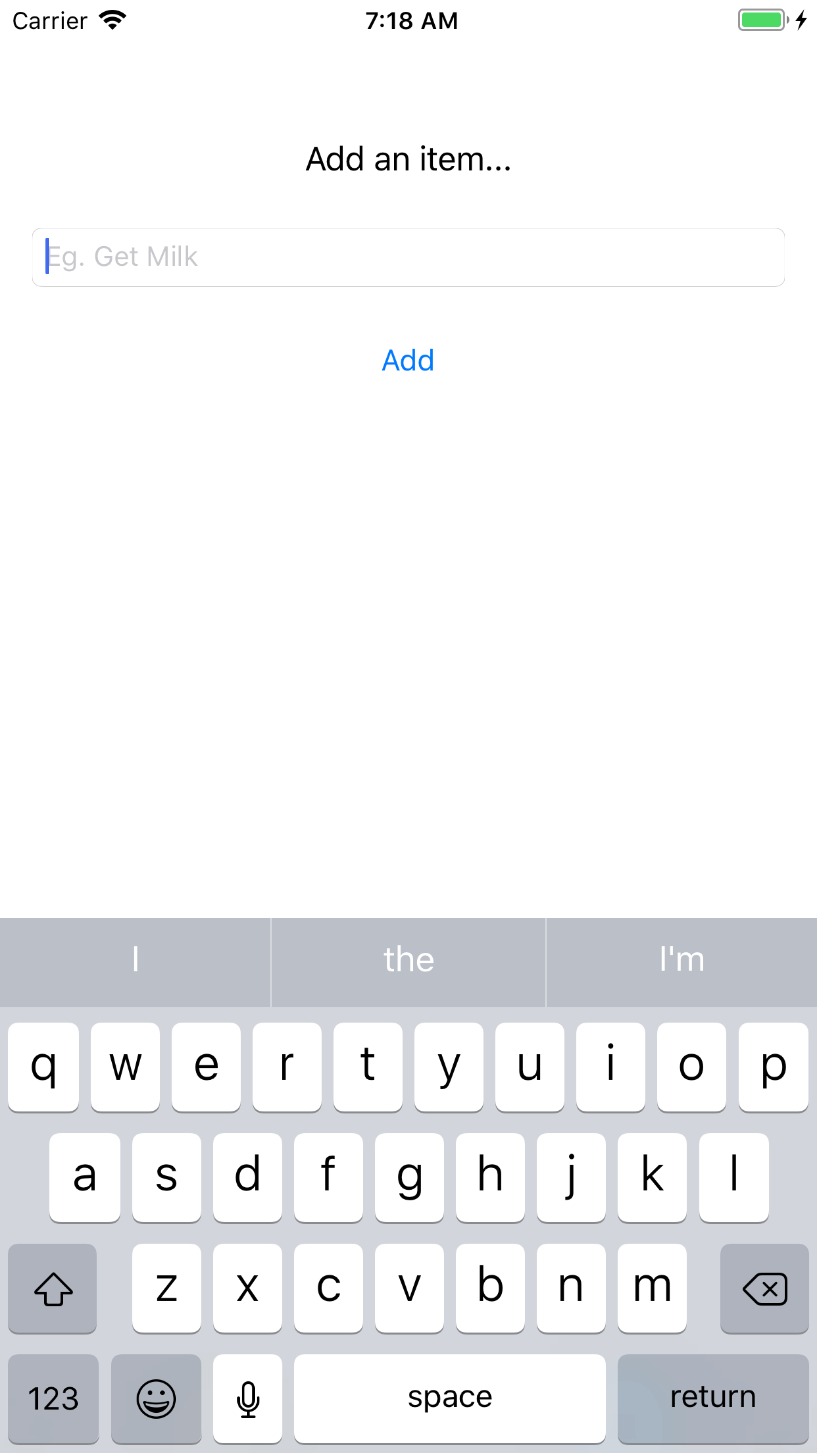 Carrier 7:18 AM
Add an item...
Eg. Get Milk
Add
I the I'm
q w e r t y u i o p
a s d f g h j k l
z x c v b n m
123 space return